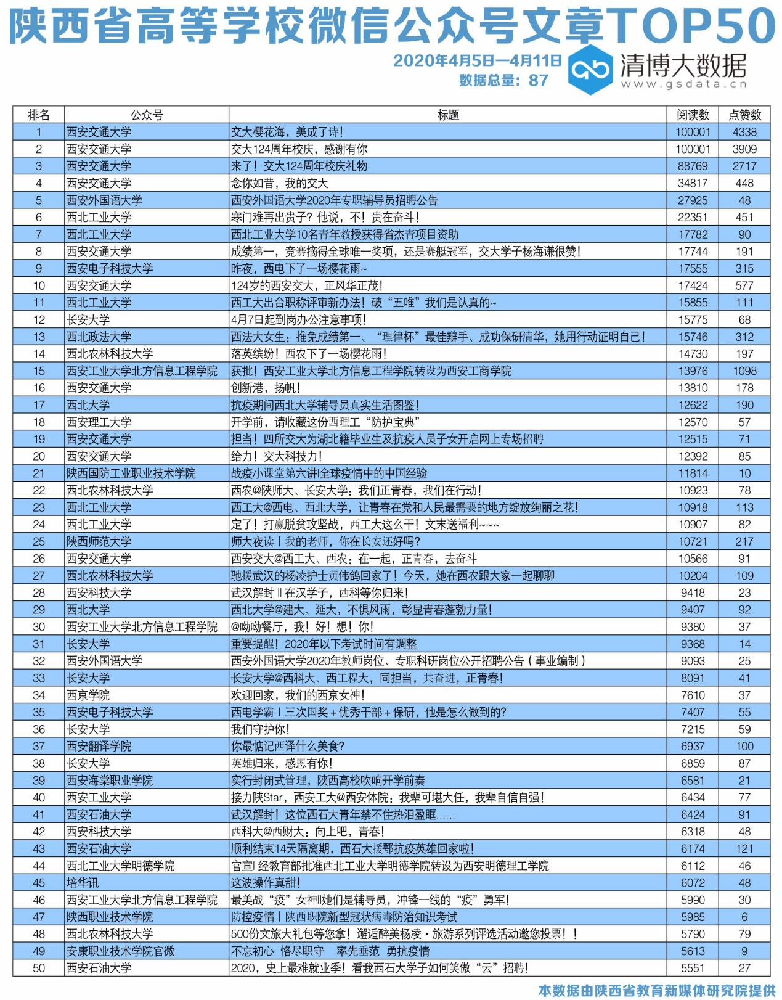 陕西省高等学校微信公众号文章TOP50
2020年4月5日—4月11日
数据总量：87
清博大数据
www.gsdata.cn
排名 公众号 标题 阅读数 点赞数
1 西安交通大学 交大樱花海，美成了诗！ 100001 4338
2 西安交通大学 交大124周年校庆，感谢有你 100001 3909
3 西安交通大学 来了！交大124周年校庆礼物 88769 2717
4 西安交通大学 念你如昔，我的交大 34817 448
5 西安外国语大学 西安外国语大学2020年专职辅导员招聘公告 27925 48
6 西北工业大学 寒门难再出贵子？他说，不！贵在奋斗！ 22351 451
7 西北工业大学 西北工业大学10名青年教授获得省杰青项目资助 17782 90
8 西安交通大学 成绩第一，竞赛摘得全球唯一奖项，还是赛艇冠军，交大学子杨海谦很赞！ 17744 191
9 西安电子科技大学 昨夜，西电下了一场樱花雨~ 17555 315
10 西安交通大学 124岁的西安交大，正风华正茂！ 17424 577
11 西北工业大学 西工大出台职称评审新办法！破“五唯”我们是认真的~ 15855 111
12 长安大学 4月7日起到岗办公注意事项！ 15775 68
13 西北政法大学 西法大女生：推免成绩第一、“理律杯”最佳辩手、成功保研清华，她用行动证明自己！ 15746 312
14 西北农林科技大学 落英缤纷！西农下了一场樱花雨！ 14730 197
15 西安工业大学北方信息工程学院 获批！西安工业大学北方信息工程学院转设为西安工商学院 13976 1098
16 西安交通大学 创新港，扬帆！ 13810 178
17 西北大学 抗疫期间西北大学辅导员真实生活图鉴！ 12622 190
18 西安理工大学 开学前，请收藏这份西理工“防护宝典” 12570 57
19 西安交通大学 担当！四所交大为湖北籍毕业生及抗疫人员子女开启网上专场招聘 12515 71
20 西安交通大学 给力！交大科技力！ 12392 85
21 陕西国防工业职业技术学院 战疫小课堂第六讲|全球疫情中的中国经验 11814 10
22 西北农林科技大学 西农@陕师大、长安大学：我们正青春，我们在行动！ 10923 78
23 西北工业大学 西工大@西电、西北大学，让青春在党和人民最需要的地方绽放绚丽之花！ 10918 113
24 西北工业大学 定了！打赢脱贫攻坚战，西工大这么干！文末送福利~~~ 10907 82
25 陕西师范大学 师大夜读丨我的老师，你在长安还好吗？ 10721 217
26 西安交通大学 西安交大@西工大、西农：在一起，正青春，去奋斗 10566 91
27 西北农林科技大学 驰援武汉的杨凌护士黄伟鸽回家了！今天，她在西农跟大家一起聊聊 10204 109
28 西安科技大学 武汉解封 || 在汉学子，西科等你归来！ 9418 23
29 西北大学 西北大学@建大、延大，不惧风雨，彰显青春蓬勃力量！ 9407 92
30 西安工业大学北方信息工程学院 @呦呦餐厅，我！好！想！你！ 9380 37
31 长安大学 重要提醒！2020年以下考试时间有调整 9368 14
32 西安外国语大学 西安外国语大学2020年教师岗位、专职科研岗位公开招聘公告（事业编制） 9093 25
33 长安大学 长安大学@西科大、西工程大，同担当，共奋进，正青春！ 8091 41
34 西京学院 欢迎回家，我们的西京女神！ 7610 37
35 西安电子科技大学 西电学霸丨三次国奖＋优秀干部＋保研，他是怎么做到的？ 7407 55
36 长安大学 我们守护你！ 7215 59
37 西安翻译学院 你最惦记西译什么美食？ 6937 100
38 长安大学 英雄归来，感恩有你！ 6859 87
39 西安海棠职业学院 实行封闭式管理，陕西高校吹响开学前奏 6581 21
40 西安工业大学 接力陕Star，西安工大@西安体院：我辈可堪大任，我辈自信自强！ 6434 77
41 西安石油大学 武汉解封！这位西石大青年禁不住热泪盈眶…… 6424 91
42 西安科技大学 西科大@西财大：向上吧，青春！ 6318 48
43 西安石油大学 顺利结束14天隔离期，西石大援鄂抗疫英雄回家啦！ 6174 121
44 西北工业大学明德学院 官宣| 经教育部批准西北工业大学明德学院转设为西安明德理工学院 6112 46
45 培华讯 这波操作真甜！ 6072 48
46 西安工业大学北方信息工程学院 最美战“疫”女神||她们是辅导员，冲锋一线的“疫”勇军！ 5990 30
47 陕西职业技术学院 防控疫情丨陕西职院新型冠状病毒防治知识考试 5985 6
48 西北农林科技大学 500份文旅大礼包等您拿！邂逅醉美杨凌·旅游系列评选活动邀您投票！！ 5790 79
49 安康职业技术学院官微 不忘初心 恪尽职守 率先垂范 勇抗疫情 5613 9
50 西安石油大学 2020，史上最难就业季！看我西石大学子如何笑傲“云”招聘！ 5551 27
本数据由陕西省教育新媒体研究院提供